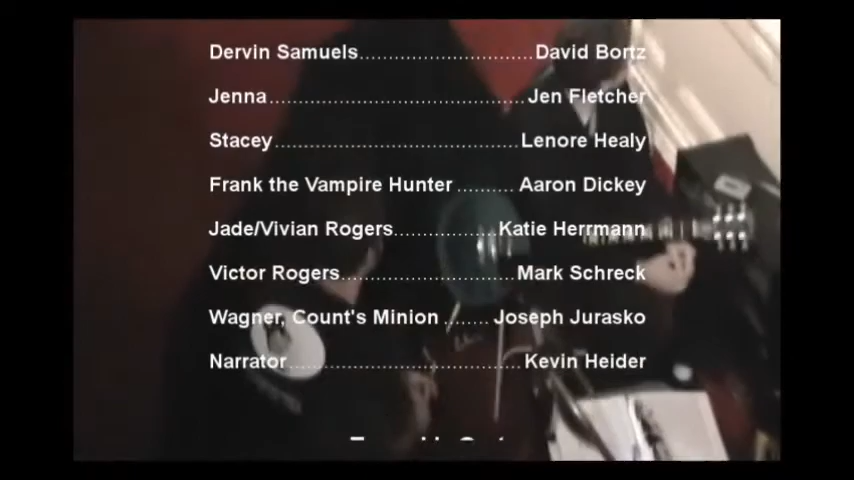 Dervin Samuels..............................David Bortz
Jenna............................................Jen Fletcher
Stacey..........................................Lenore Healy
Frank the Vampire Hunter .......... Aaron Dickey
Jade/Vivian Rogers..................Katie Herrmann
Victor Rogers..............................Mark Schreck
Wagner, Count's Minion ........ Joseph Jurasko
Narrator........................................Kevin Heider